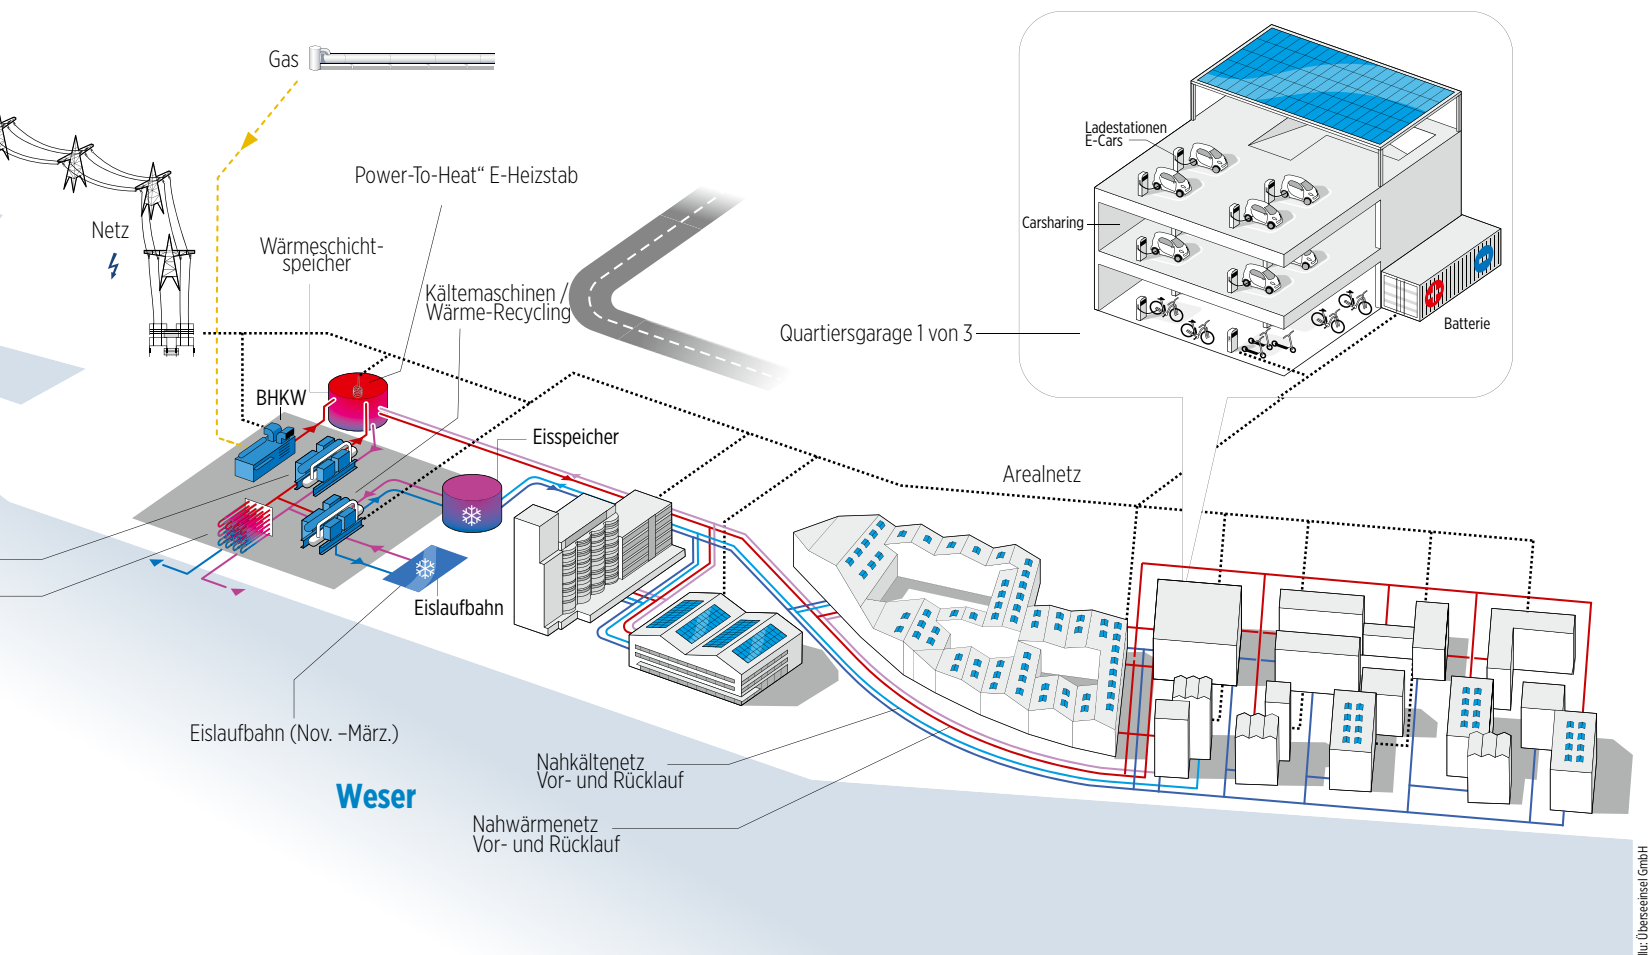 Gas
Ladestationen
E-Cars
Power-To-Heat“ E-Heizstab
Netz
Carsharing
Wärmeschicht-
speicher
Kältemaschinen /
Wärme-Recycling
Quartiersgarage 1 von 3
Batterie
BHKW
Eisspeicher
Arealnetz
Eislaufbahn
Eislaufbahn (Nov. –März.)
Nahkältenetz
Vor- und Rücklauf
Weser
Nahwärmenetz
Vor- und Rücklauf
Überseeinsel GmbH